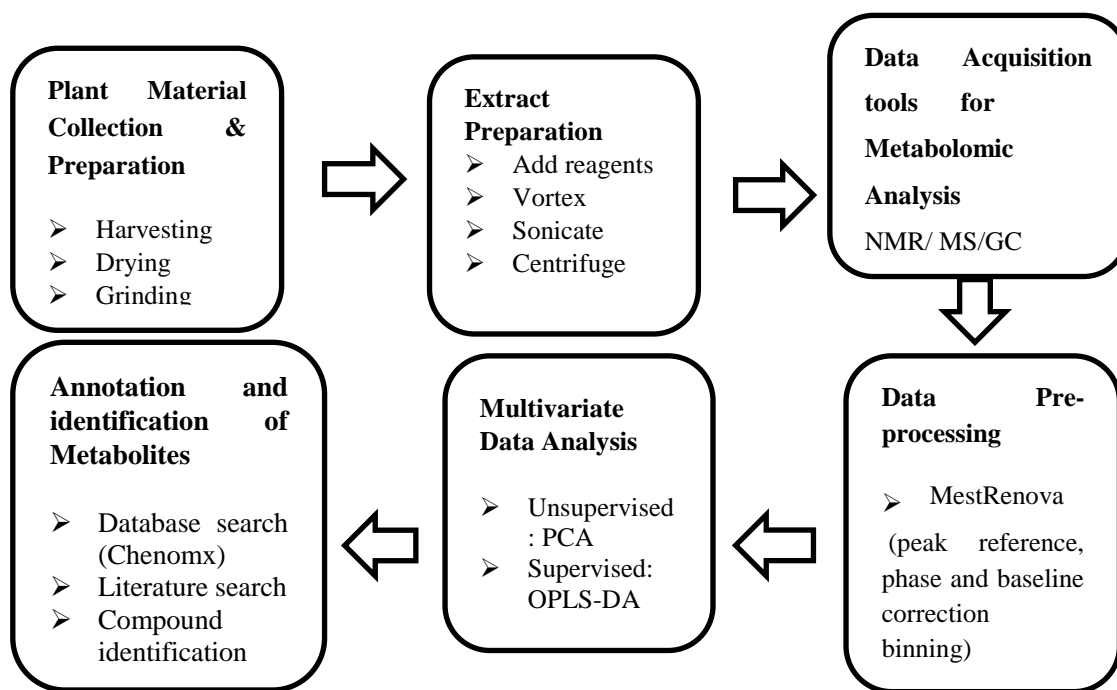 Plant Material
Collection &
Preparation
➢ Harvesting
➢ Drying
➢ Grinding
Extract
Preparation
➢ Add reagents
➢ Vortex
➢ Sonicate
➢ Centrifuge
Data Acquisition
tools for
Metabolomic
Analysis
NMR/ MS/GC
Data Pre-
processing
➢ MestRenova
(peak reference,
phase and baseline
correction
binning)
Multivariate
Data Analysis
➢ Unsupervised
: PCA
➢ Supervised:
OPLS-DA
Annotation and
identification of
Metabolites
➢ Database search
(Chenomx)
➢ Literature search
➢ Compound
identification